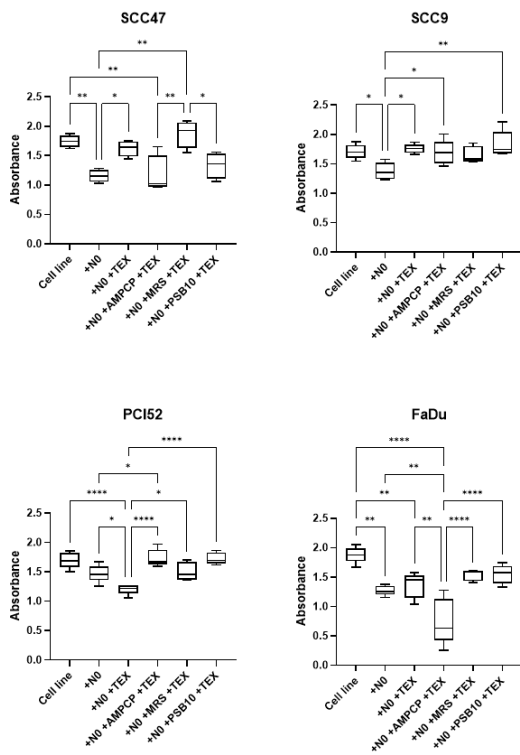 SCC47
**
**
**
*
**
*
Absorbance
2.5
2.0
1.5
1.0
0.5
0.0
Cell line
+N0
+N0 +TEX
+N0 +AMPCP +TEX
+N0 +MRS +TEX
+N0 +PSB10 +TEX
SCC9
**
*
*
*
Absorbance
2.5
2.0
1.5
1.0
0.5
0.0
Cell line
+N0
+N0 +TEX
+N0 +AMPCP +TEX
+N0 +MRS +TEX
+N0 +PSB10 +TEX
PCI52
****
*
****
*
*
****
Absorbance
2.5
2.0
1.5
1.0
0.5
0.0
Cell line
+N0
+N0 +TEX
+N0 +AMPCP +TEX
+N0 +MRS +TEX
+N0 +PSB10 +TEX
FaDu
****
**
**
****
**
**
****
Absorbance
2.5
2.0
1.5
1.0
0.5
0.0
Cell line
+N0
+N0 +TEX
+N0 +AMPCP +TEX
+N0 +MRS +TEX
+N0 +PSB10 +TEX